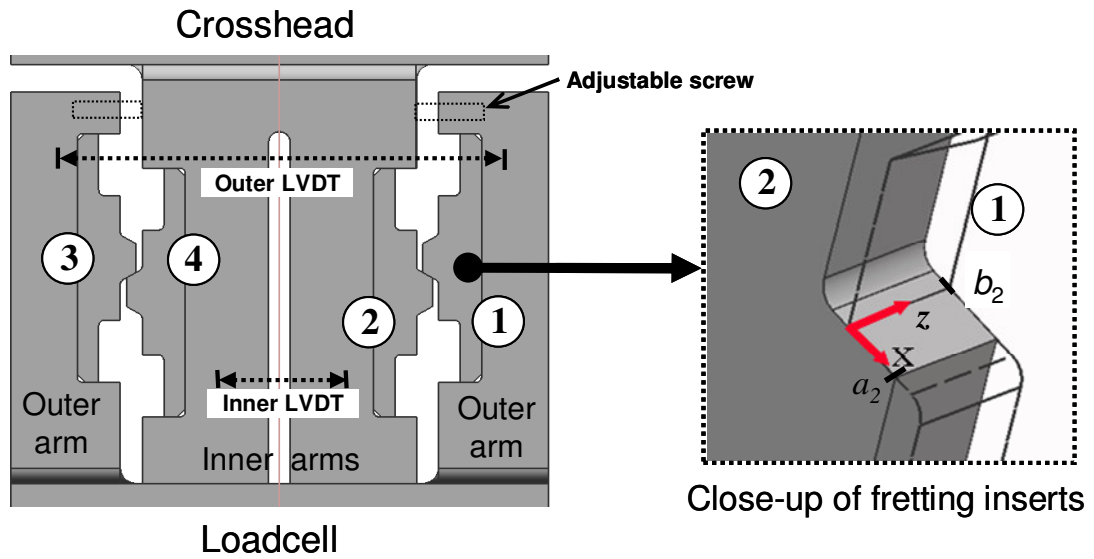 Crosshead
Adjustable screw
Outer LVDT
3
4
2
1
Inner LVDT
Outer
arm
Inner arms
Outer
arm
Loadcell
2
1
b2
z
x
a2
Close-up of fretting inserts